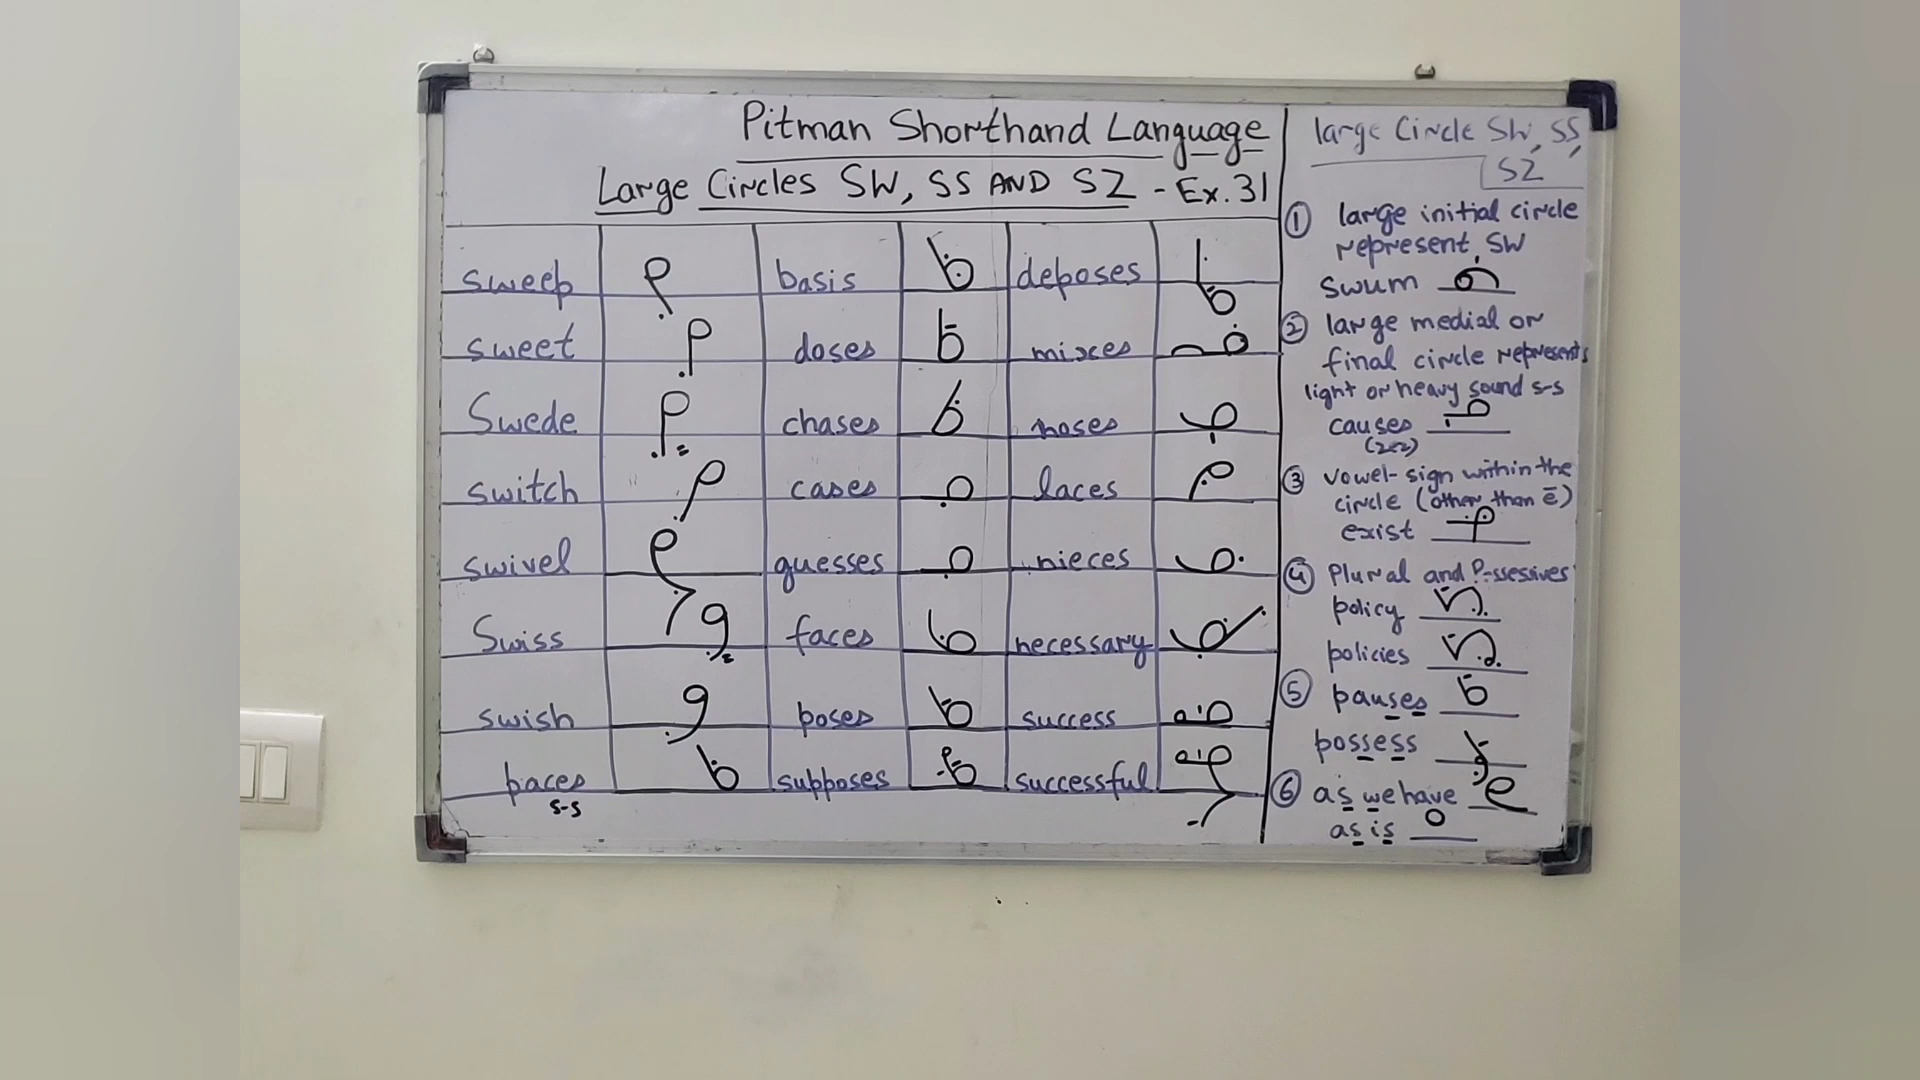 Pitman Shorthand Language
Large Circles SW, SS AND SZ - Ex. 31
sweep basis deposes
sweet doses mixes
Swede chases noses
switch cases laces
swivel guesses nieces
Swiss faces necessary
swish poses success
paces supposes successful
s-s
large Circle SW, SS,
SZ
① large initial circle
represent SW
swum
② large medial or
final circle represents
light or heavy sound s-s
causes
(2<2)
③ vowel-sign within the
circle (other than ē)
exist
④ Plural and P-ssessives
policy
policies
⑤ pauses
possess
⑥ as we have
as is